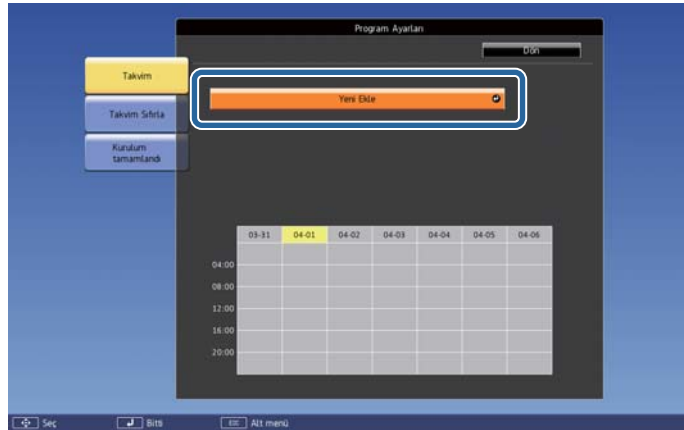 Program Ayarları
Dön
Takvim
Yeni Ekle
Takvim Sıfırla
Kurulum
tamamlandı
03-31 04-01 04-02 04-03 04-04 04-05 04-06
04:00
08:00
12:00
16:00
20:00
Seç Bitti ESC Alt menü